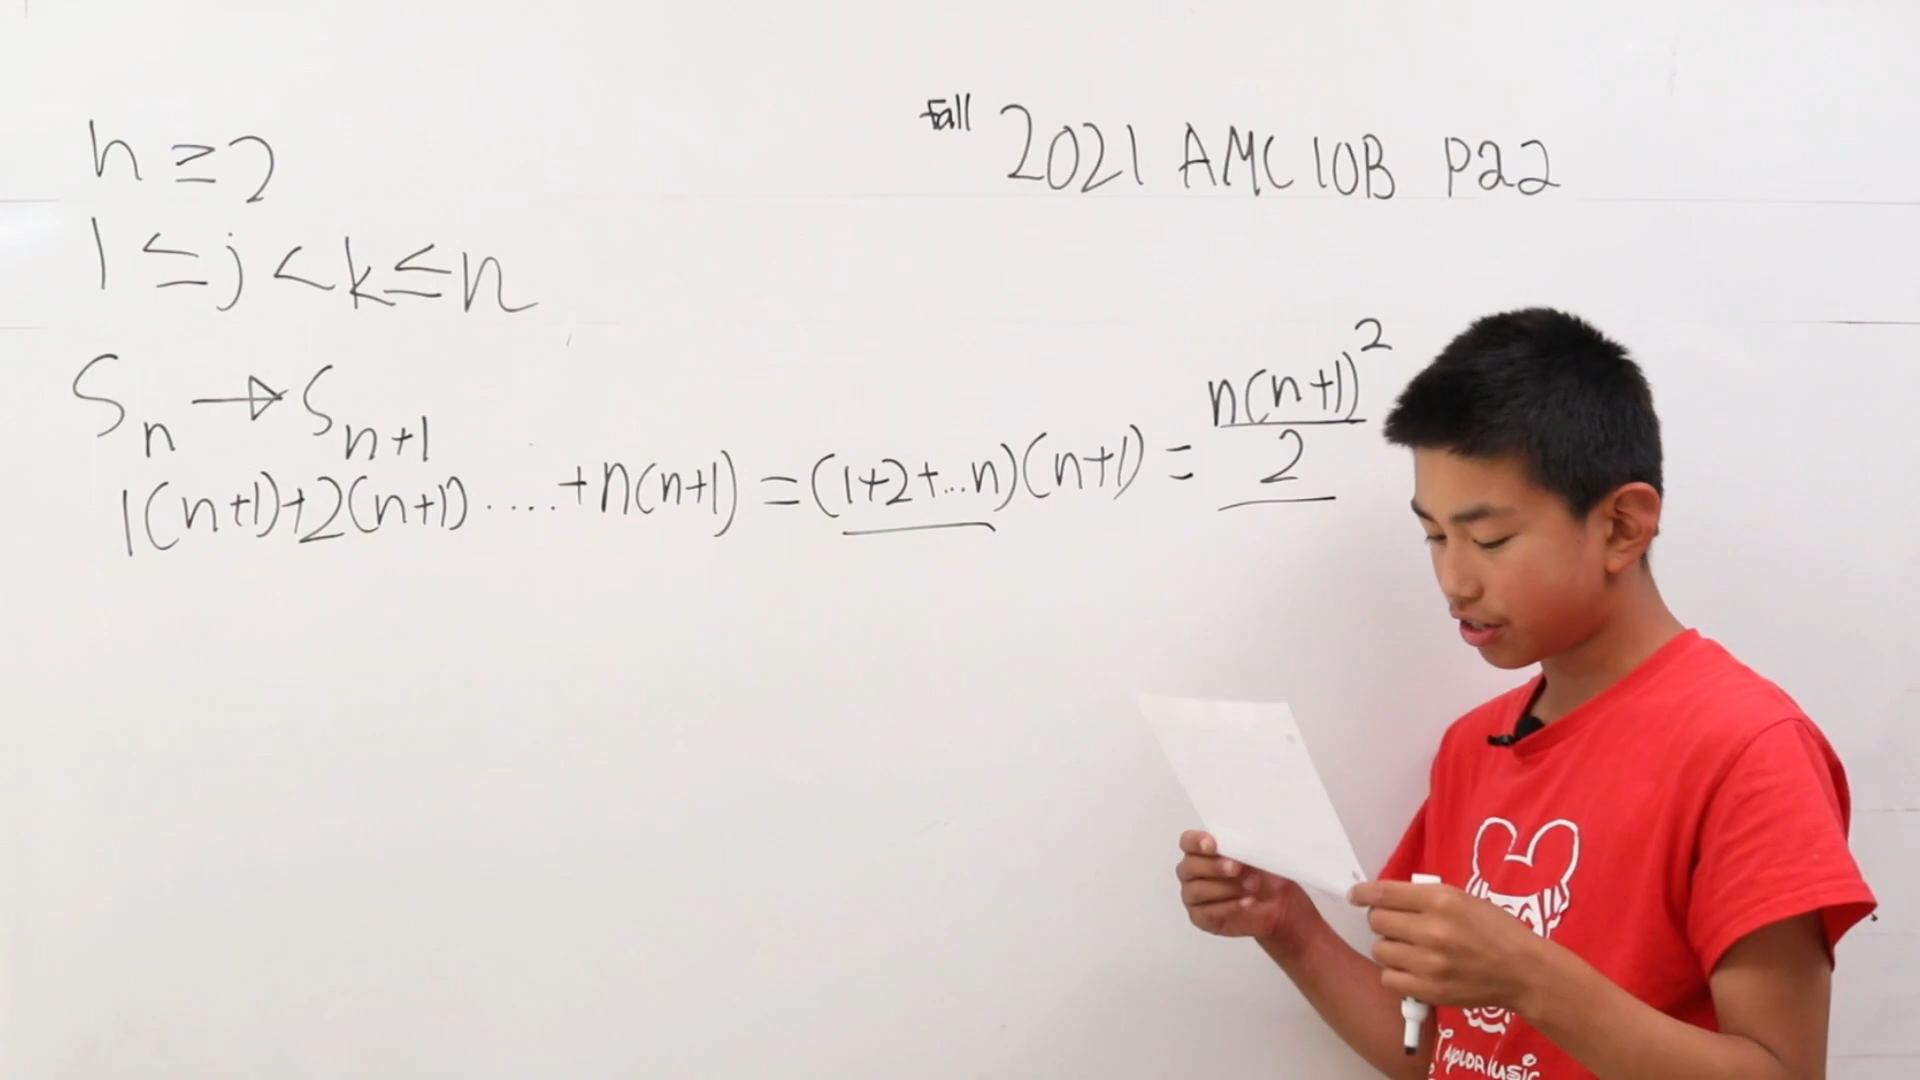 Fall 2021 AMC 10B P22
n ≥ 2
1 ≤ j < k ≤ n
S_n → S_{n+1}
1(n+1)+2(n+1).....+n(n+1) = (1+2+...n)(n+1) = n(n+1)^2/2